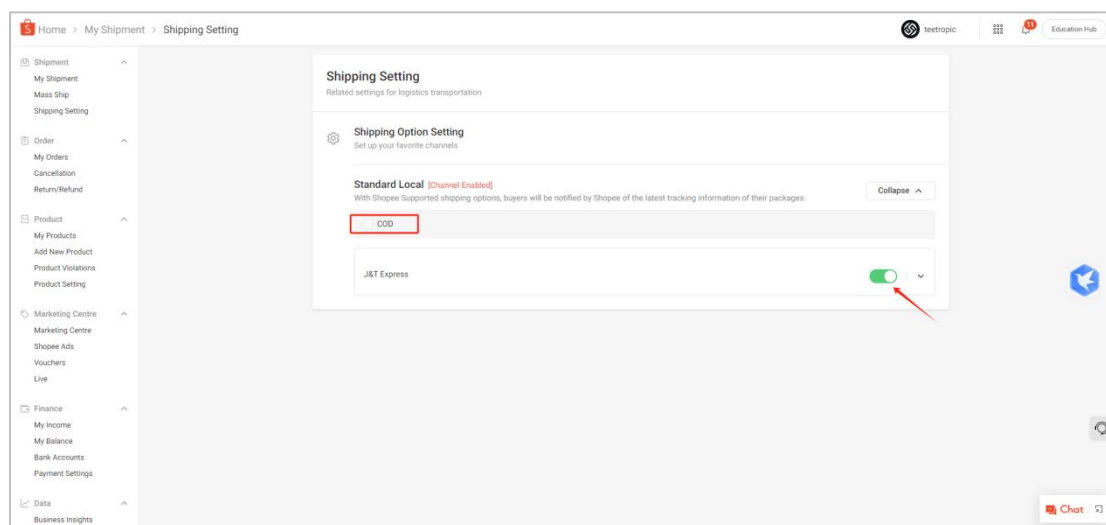 Home > My Shipment > Shipping Setting
teetropic
11
Education Hub
Shipment
My Shipment
Mass Ship
Shipping Setting
Order
My Orders
Cancellation
Return/Refund
Product
My Products
Add New Product
Product Violations
Product Setting
Marketing Centre
Marketing Centre
Shopee Ads
Vouchers
Live
Finance
My Income
My Balance
Bank Accounts
Payment Settings
Data
Business Insights
Shipping Setting
Related settings for logistics transportation
Shipping Option Setting
Set up your favorite channels
Standard Local [Channel Enabled]
With Shopee Supported shipping options, buyers will be notified by Shopee of the latest tracking information of their packages.
Collapse
COD
J&T Express
Chat